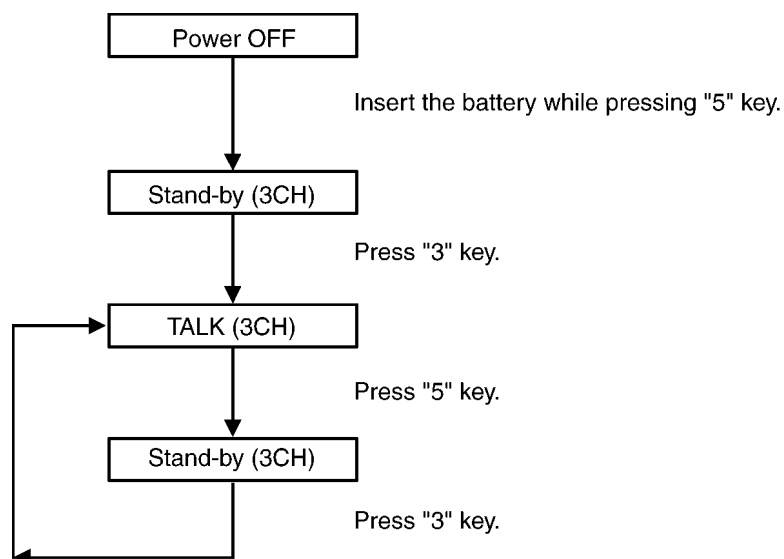 Power OFF
Insert the battery while pressing "5" key.
Stand-by (3CH)
Press "3" key.
TALK (3CH)
Press "5" key.
Stand-by (3CH)
Press "3" key.